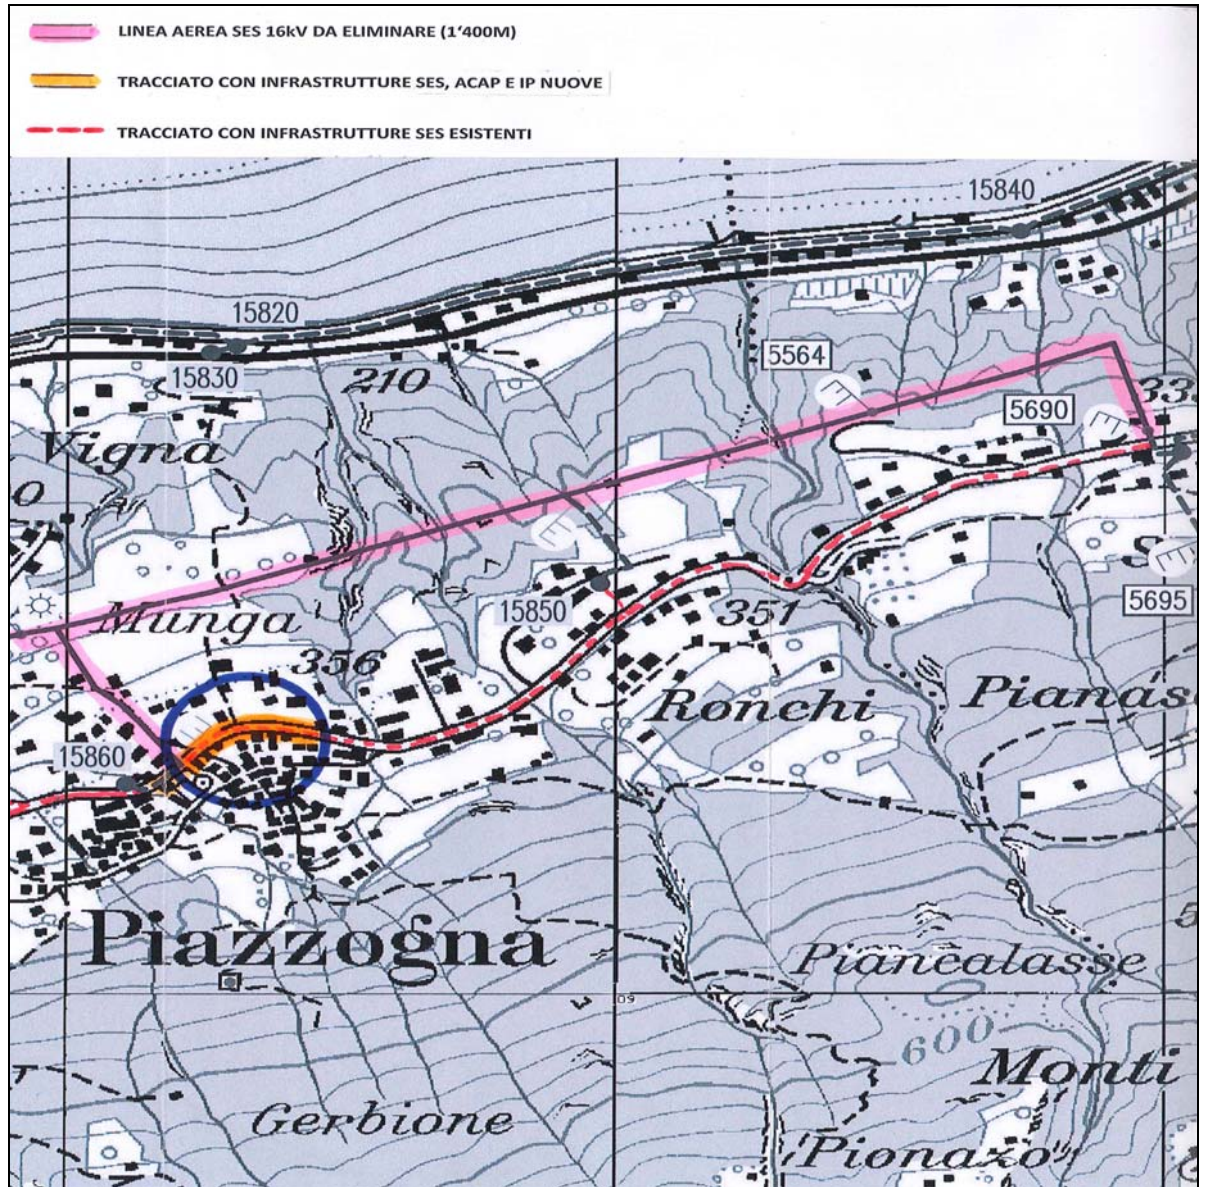 LINEA AEREA SES 16kV DA ELIMINARE (1'400M)
TRACCIATO CON INFRASTRUTTURE SES, ACAP E IP NUOVE
TRACCIATO CON INFRASTRUTTURE SES ESISTENTI
15840
15820
15830
210
5564
5690
Vigna
15850
351
5695
Munga
356
Ronchi
15860
Piazzogna
Piancalasse
09
600
Monti
Gerbione
Pionazo